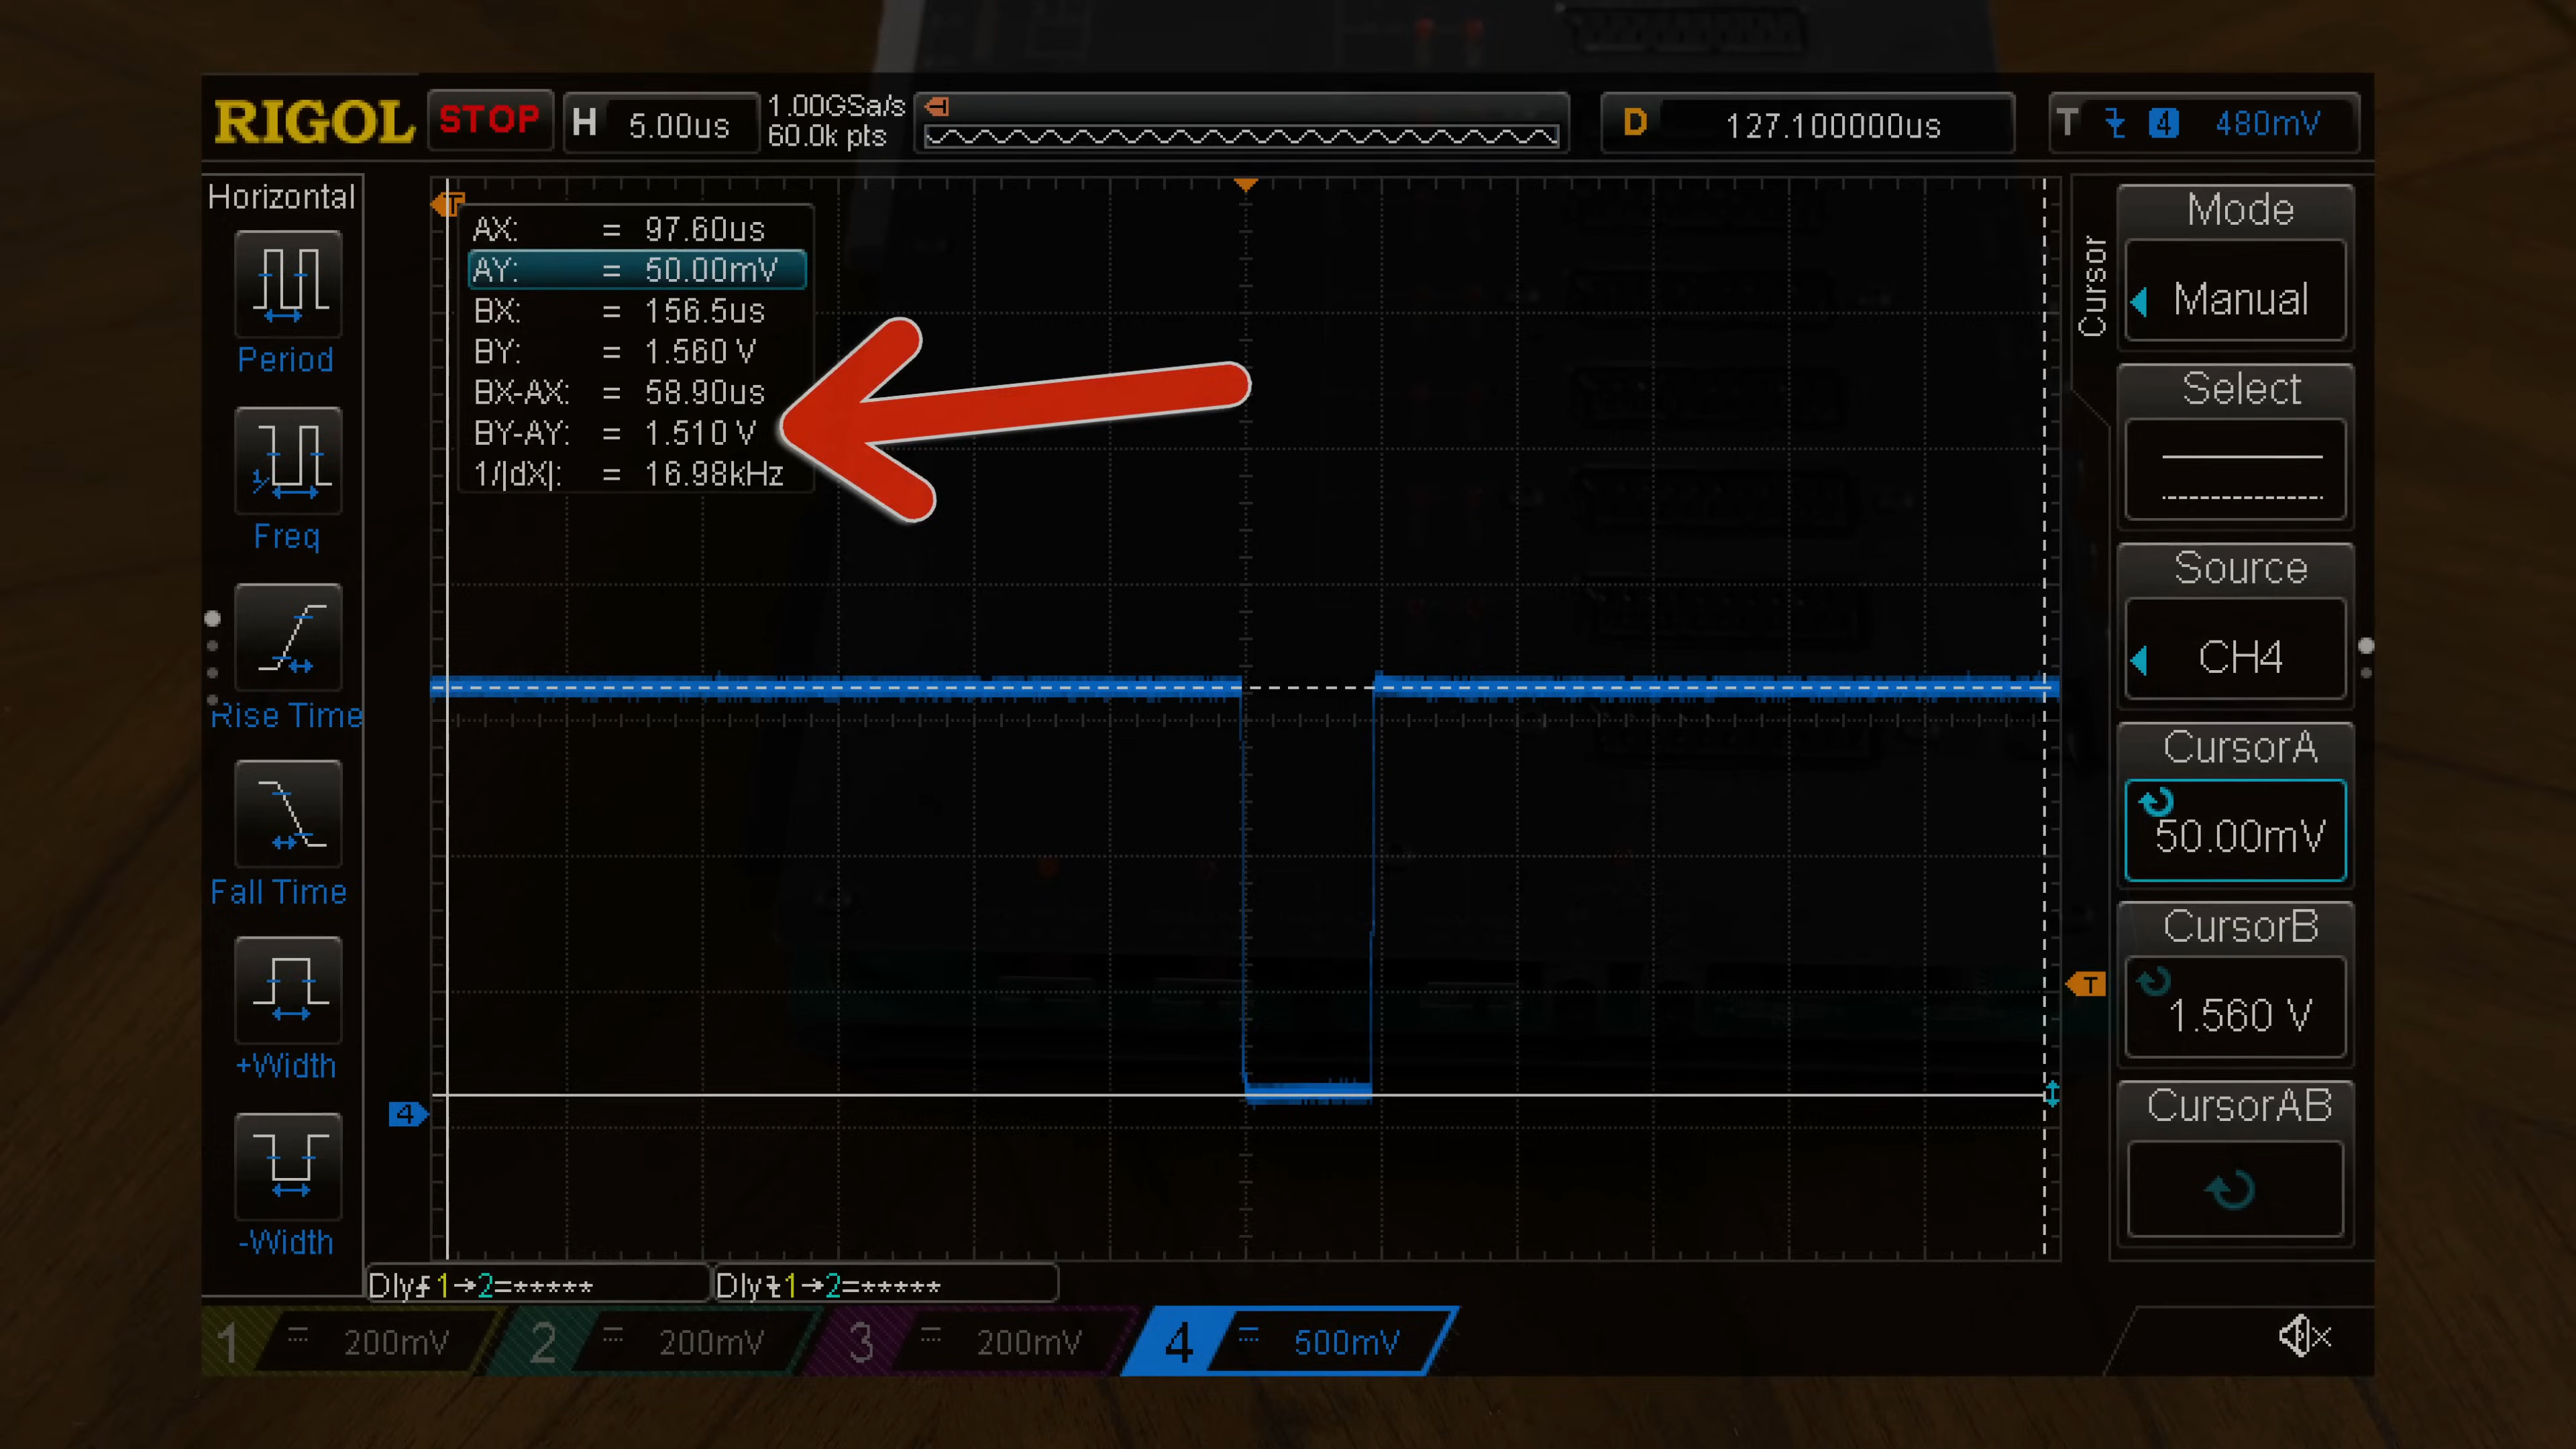 RIGOL STOP H 5.00us 1.00GSa/s 60.0k pts D 127.100000us T 4 480mV
Horizontal
Period
Freq
Rise Time
Fall Time
+Width
-Width
T
AX: = 97.60us
AY: = 50.00mV
BX: = 156.5us
BY: = 1.560 V
BX-AX: = 58.90us
BY-AY: = 1.510 V
1/|dX|: = 16.98kHz
4
T
Cursor
Mode
Manual
Select
Source
CH4
CursorA
50.00mV
CursorB
1.560 V
CursorAB
Dly 1→2=***** Dly 1→2=*****
1 200mV 2 200mV 3 200mV 4 500mV